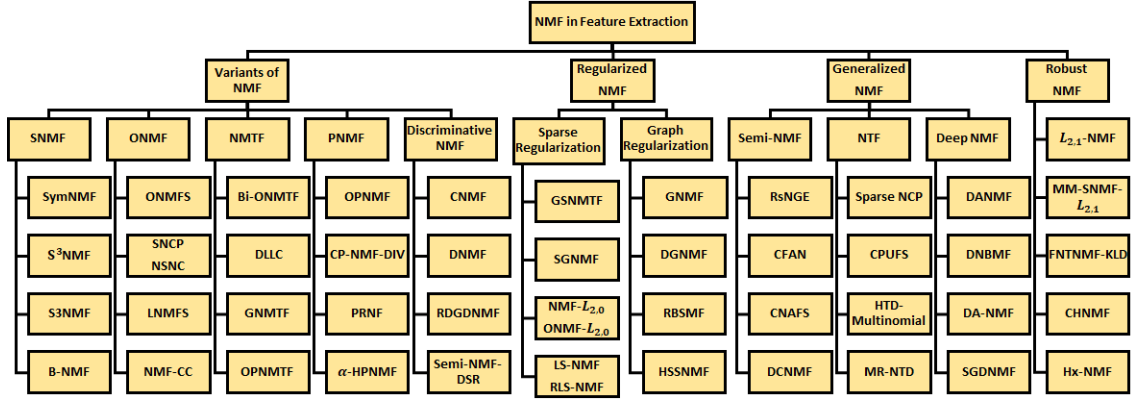 NMF in Feature Extraction
Variants of
NMF
Regularized
NMF
Generalized
NMF
Robust
NMF
SNMF
ONMF
NMTF
PNMF
Discriminative
NMF
Sparse
Regularization
Graph
Regularization
Semi-NMF
NTF
Deep NMF
L₂,₁-NMF
SymNMF
ONMFS
Bi-ONMTF
OPNMF
CNMF
GSNMTF
GNMF
RsNGE
Sparse NCP
DANMF
MM-SNMF-
L₂,₁
S³NMF
SNCP
NSNC
DLLC
CP-NMF-DIV
DNMF
SGNMF
DGNMF
CFAN
CPUFS
DNBMF
FNTNMF-KLD
S3NMF
LNMFS
GNMTF
PRNF
RDGDNMF
NMF-L₂.₀
ONMF-L₂.₀
RBSMF
CNAFS
HTD-
Multinomial
DA-NMF
CHNMF
B-NMF
NMF-CC
OPNMTF
α-HPNMF
Semi-NMF-
DSR
LS-NMF
RLS-NMF
HSSNMF
DCNMF
MR-NTD
SGDNMF
Hx-NMF